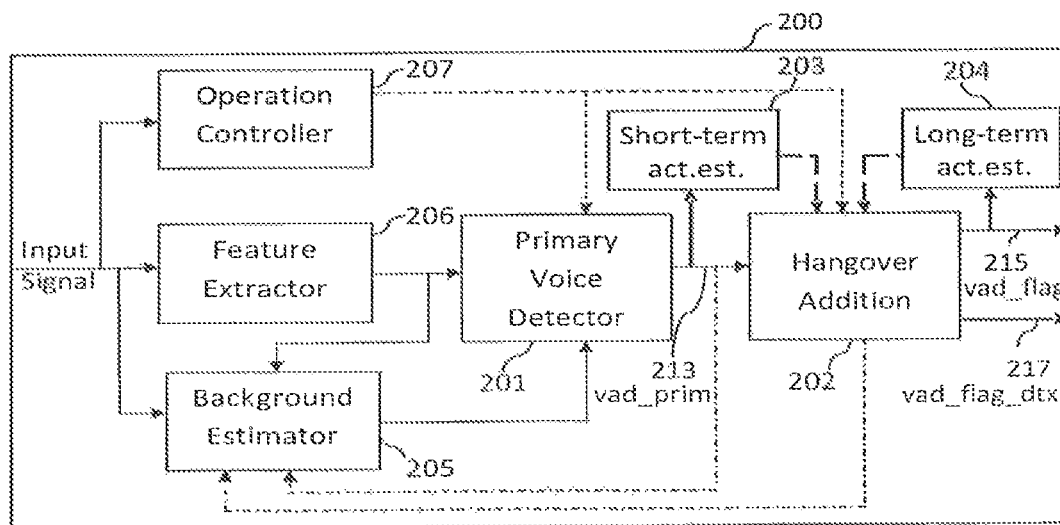 200
207
203
204
Operation
Controller
Short-term
act.est.
Long-term
act.est.
206
Input
Signal
Feature
Extractor
Primary
Voice
Detector
Hangover
Addition
215
vad_flag
201
213
vad_prim
202
217
vad_flag_dtx
Background
Estimator
205